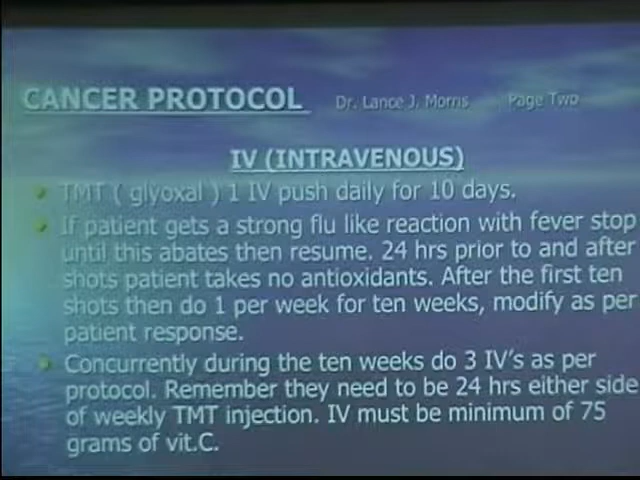 CANCER PROTOCOL Dr. Lance J. Morris Page Two
IV (INTRAVENOUS)
TMT ( glyoxal ) 1 IV push daily for 10 days.
If patient gets a strong flu like reaction with fever stop
until this abates then resume. 24 hrs prior to and after
shots patient takes no antioxidants. After the first ten
shots then do 1 per week for ten weeks, modify as per
patient response.
Concurrently during the ten weeks do 3 IV's as per
protocol. Remember they need to be 24 hrs either side
of weekly TMT injection. IV must be minimum of 75
grams of vit.C.